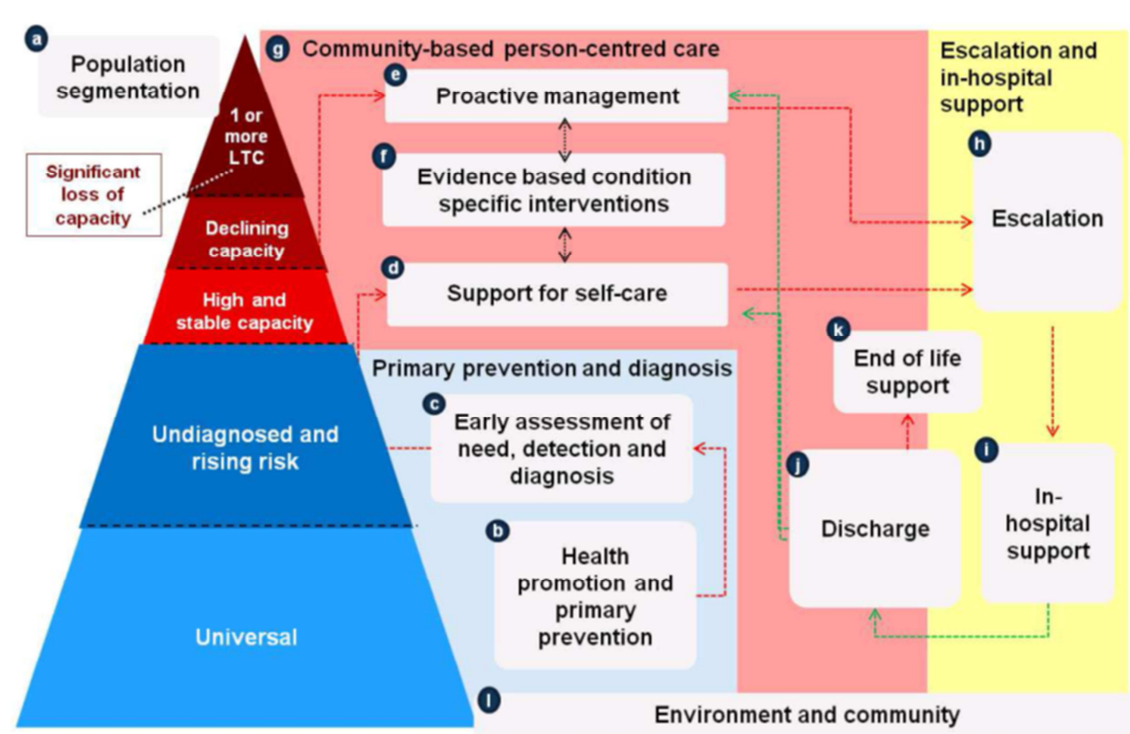 a
Population
segmentation
1 or
more
LTC
Significant
loss of
capacity
Declining
capacity
High and
stable capacity
Undiagnosed and
rising risk
Universal
g
Community-based person-centred care
e
Proactive management
f
Evidence based condition
specific interventions
d
Support for self-care
Primary prevention and diagnosis
c
Early assessment of
need, detection and
diagnosis
b
Health
promotion and
primary
prevention
Escalation and
in-hospital
support
h
Escalation
k
End of life
support
j
Discharge
i
In-
hospital
support
l
Environment and community